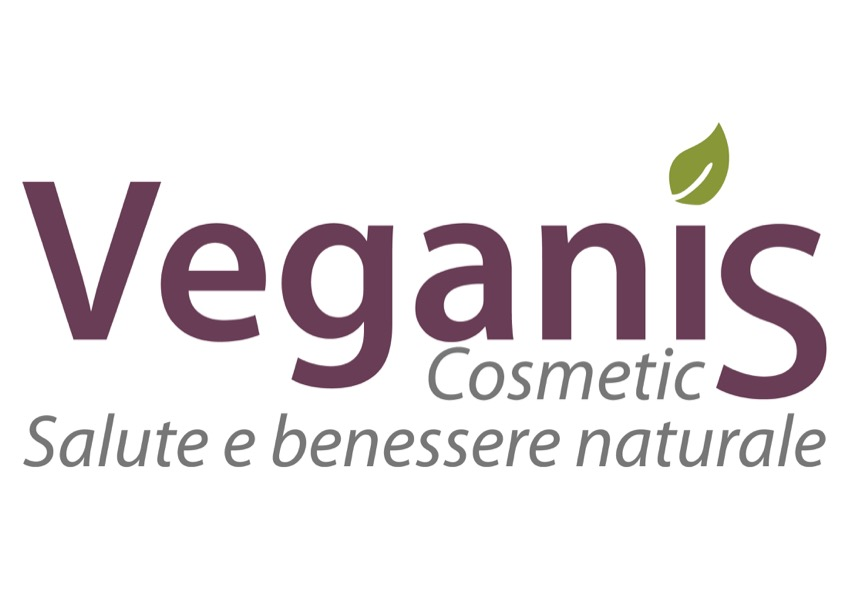 VeganiS
Cosmetic
Salute e benessere naturale